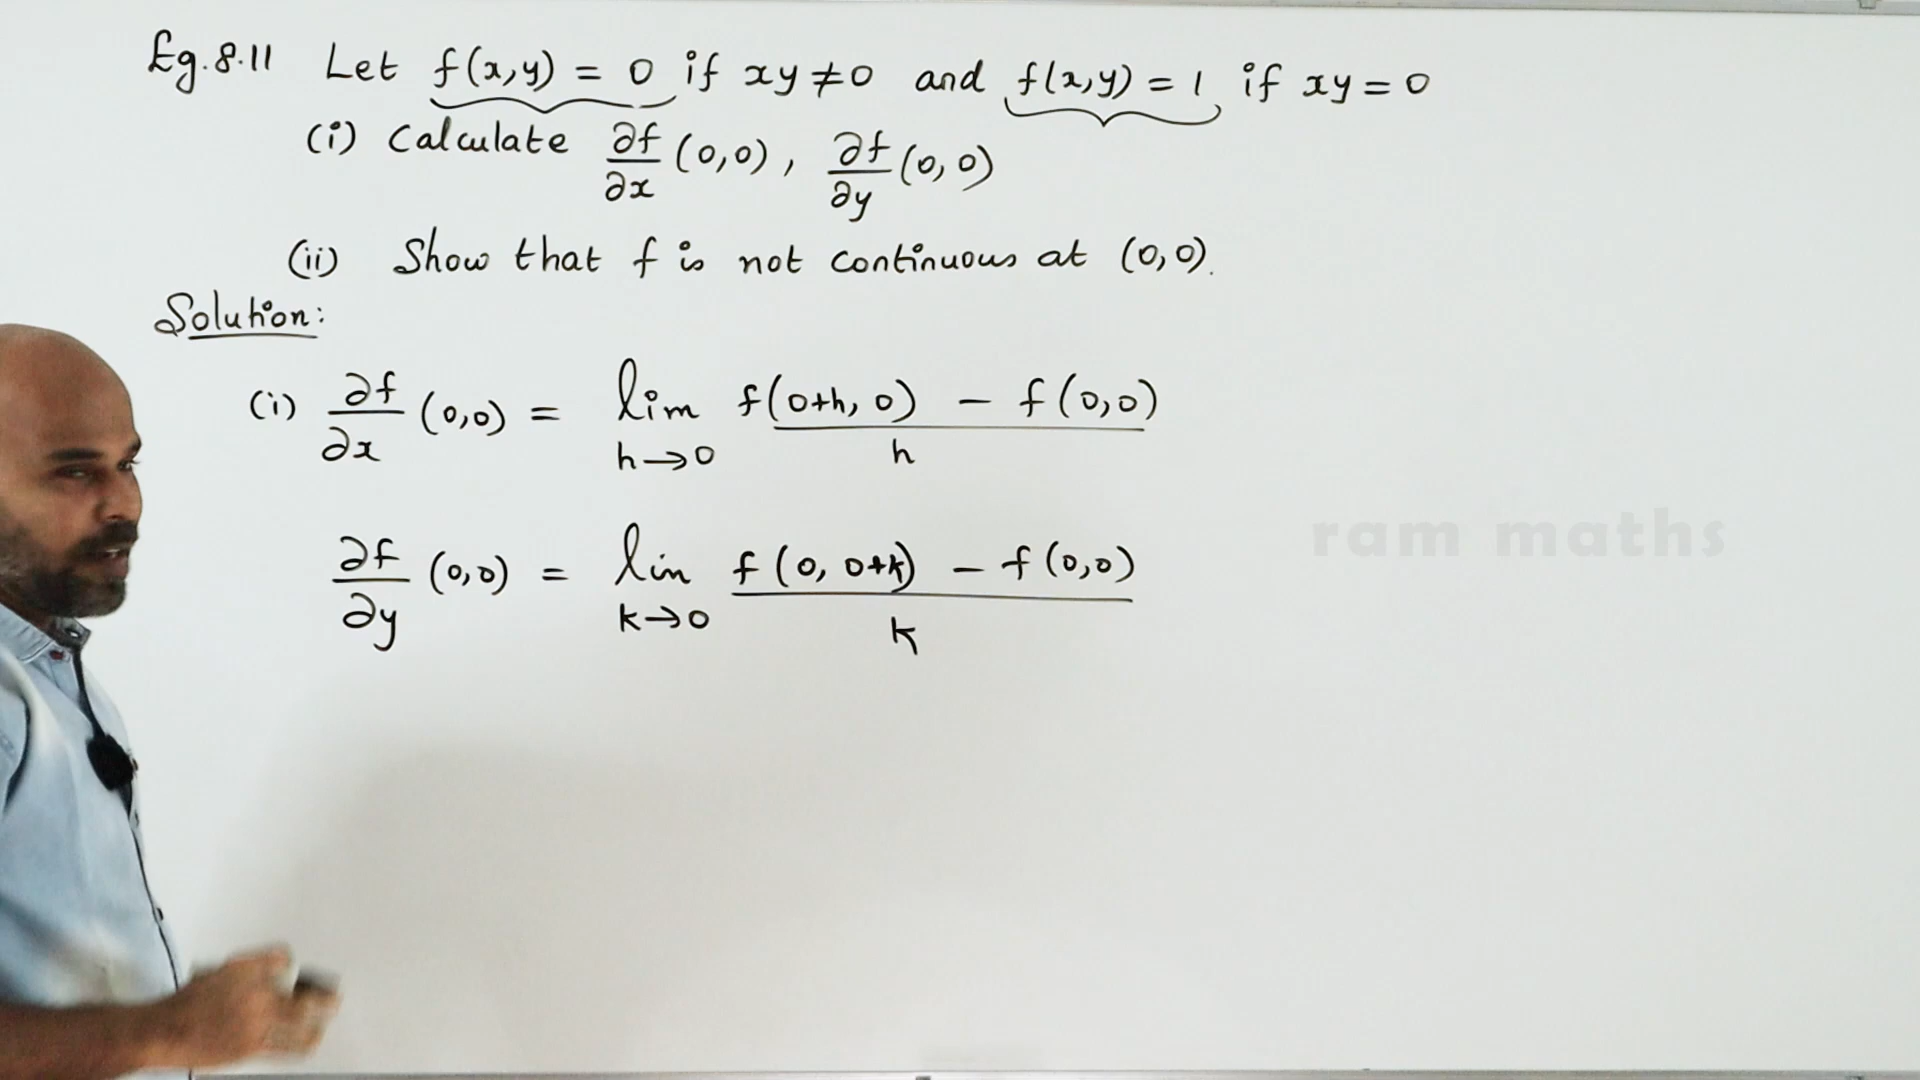 Eg.8.11 Let f(x,y) = 0 if xy≠0 and f(x,y) = 1 if xy = 0
(i) Calculate ∂f/∂x (0,0), ∂f/∂y (0,0)
(ii) Show that f is not continuous at (0,0).
Solution:
(i) ∂f/∂x (0,0) = lim h→0 f(0+h, 0) − f(0,0) / h
∂f/∂y (0,0) = lim k→0 f(0, 0+k) − f(0,0) / k
ram maths